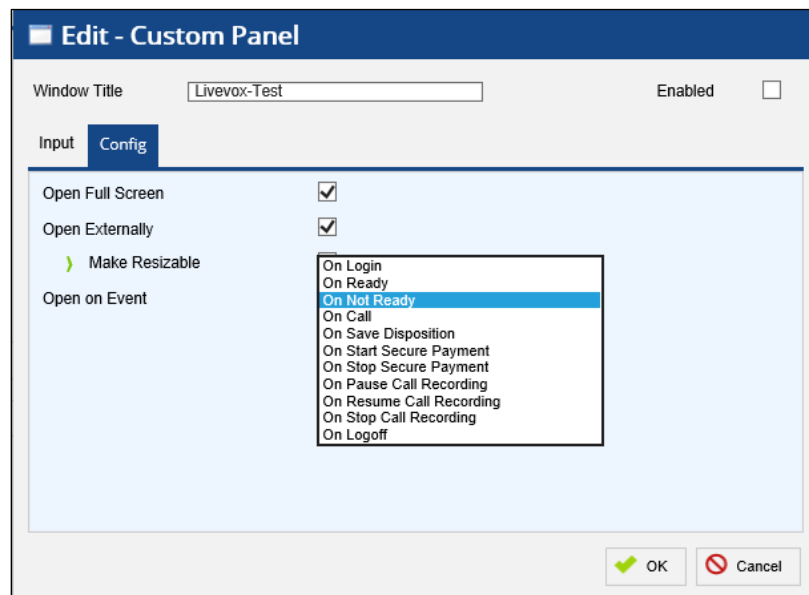 Edit - Custom Panel
Window Title Livevox-Test Enabled
Input Config
Open Full Screen
Open Externally
Make Resizable
Open on Event
On Login
On Ready
On Not Ready
On Call
On Save Disposition
On Start Secure Payment
On Stop Secure Payment
On Pause Call Recording
On Resume Call Recording
On Stop Call Recording
On Logoff
OK Cancel